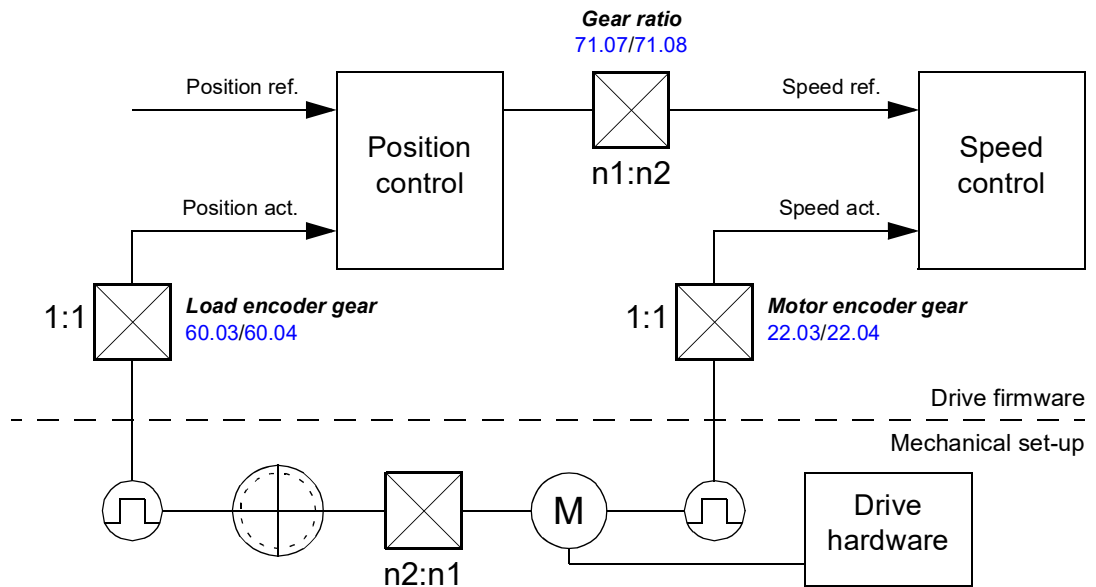 Gear ratio
71.07/71.08
Position ref.
Speed ref.
Position
control
n1:n2
Speed
control
Position act.
Speed act.
1:1
Load encoder gear
60.03/60.04
1:1
Motor encoder gear
22.03/22.04
Drive firmware
Mechanical set-up
M
Drive
hardware
n2:n1